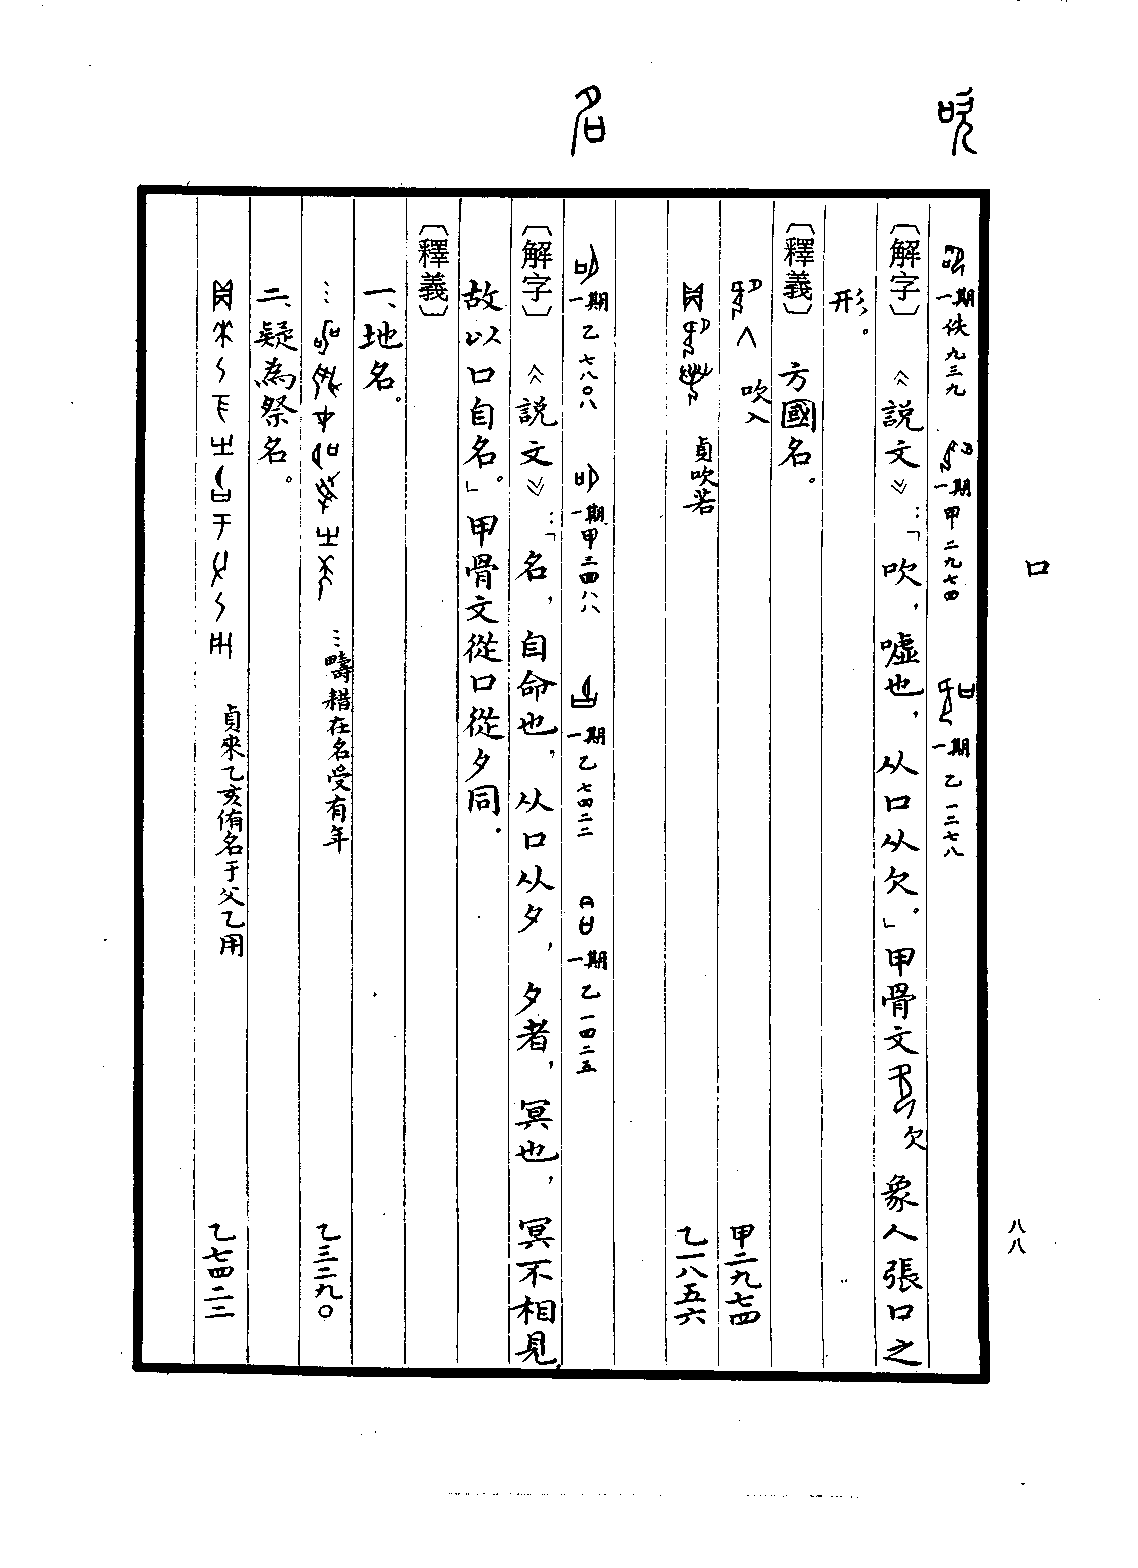 口
八八
吹
一期 佚九三九 一期 甲二九七四 一期 乙一二七八
〔解字〕 《説文》：「吹，噓也，从口从欠。」甲骨文 欠 象人張口之
形。
〔釋義〕 方國名。
吹入 甲二九七四
貞吹若 乙一八五六
名
一期 乙七八〇八 一期 甲二四八八 一期 乙七四二二 一期 乙一四二五
〔解字〕 《説文》：「名，自命也，从口从夕，夕者，冥也，冥不相見
故以口自名。」甲骨文從口從夕同．
〔釋義〕
一、地名。
…疇耤在名受有年 乙三二九〇
二、疑為祭名。
貞來乙亥侑名于父乙用 乙七四二二